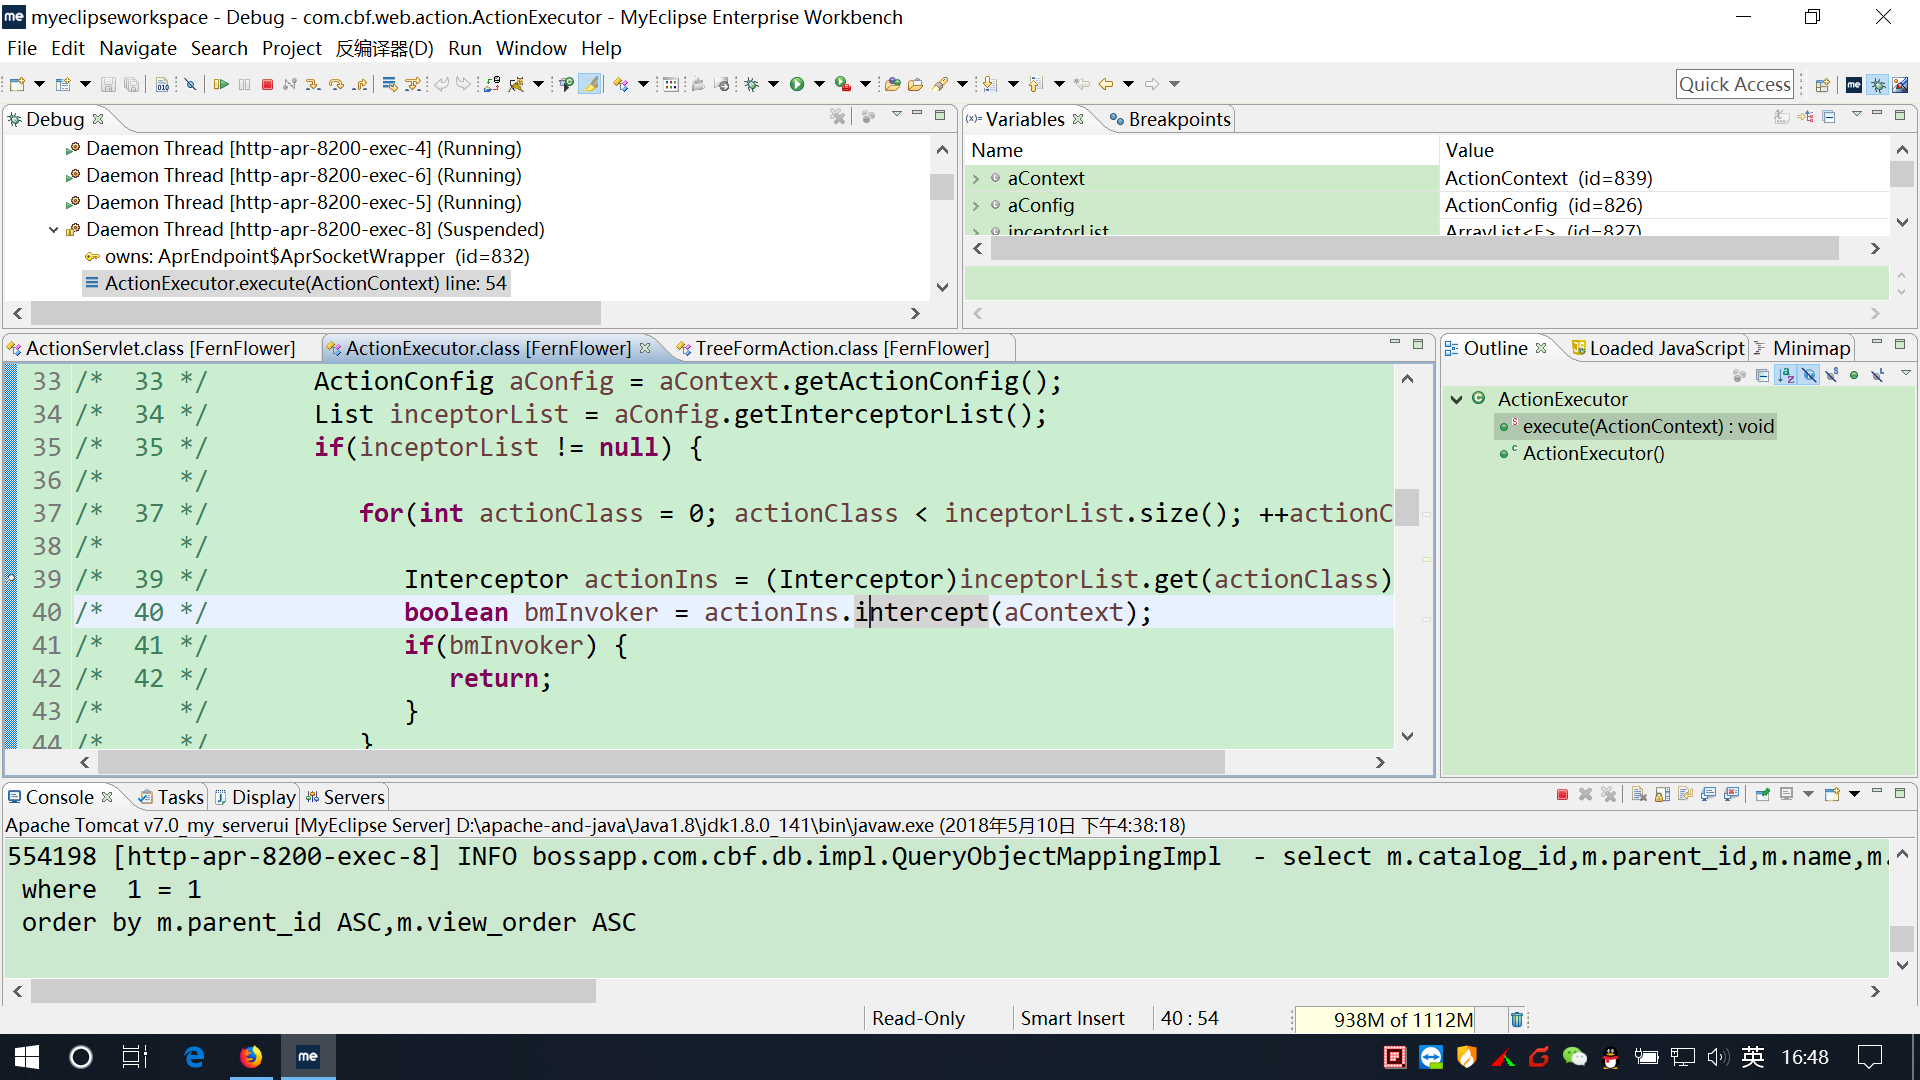 me myeclipseworkspace - Debug - com.cbf.web.action.ActionExecutor - MyEclipse Enterprise Workbench
File Edit Navigate Search Project 反编译器(D) Run Window Help
Quick Access
Debug
Daemon Thread [http-apr-8200-exec-4] (Running)
Daemon Thread [http-apr-8200-exec-6] (Running)
Daemon Thread [http-apr-8200-exec-5] (Running)
Daemon Thread [http-apr-8200-exec-8] (Suspended)
owns: AprEndpoint$AprSocketWrapper (id=832)
ActionExecutor.execute(ActionContext) line: 54
Variables Breakpoints
Name Value
aContext ActionContext (id=839)
aConfig ActionConfig (id=826)
inceptorList ArrayList<E> (id=827)
ActionServlet.class [FernFlower] ActionExecutor.class [FernFlower] TreeFormAction.class [FernFlower]
33 /* 33 */ ActionConfig aConfig = aContext.getActionConfig();
34 /* 34 */ List inceptorList = aConfig.getInterceptorList();
35 /* 35 */ if(inceptorList != null) {
36 /* */
37 /* 37 */ for(int actionClass = 0; actionClass < inceptorList.size(); ++actionC
38 /* */
39 /* 39 */ Interceptor actionIns = (Interceptor)inceptorList.get(actionClass)
40 /* 40 */ boolean bmInvoker = actionIns.intercept(aContext);
41 /* 41 */ if(bmInvoker) {
42 /* 42 */ return;
43 /* */ }
44 /* */ }
Outline Loaded JavaScript Minimap
ActionExecutor
execute(ActionContext) : void
ActionExecutor()
Console Tasks Display Servers
Apache Tomcat v7.0_my_serverui [MyEclipse Server] D:\apache-and-java\Java1.8\jdk1.8.0_141\bin\javaw.exe (2018年5月10日 下午4:38:18)
554198 [http-apr-8200-exec-8] INFO bossapp.com.cbf.db.impl.QueryObjectMappingImpl - select m.catalog_id,m.parent_id,m.name,m.
where 1 = 1
order by m.parent_id ASC,m.view_order ASC
Read-Only Smart Insert 40 : 54 938M of 1112M
me 英 16:48